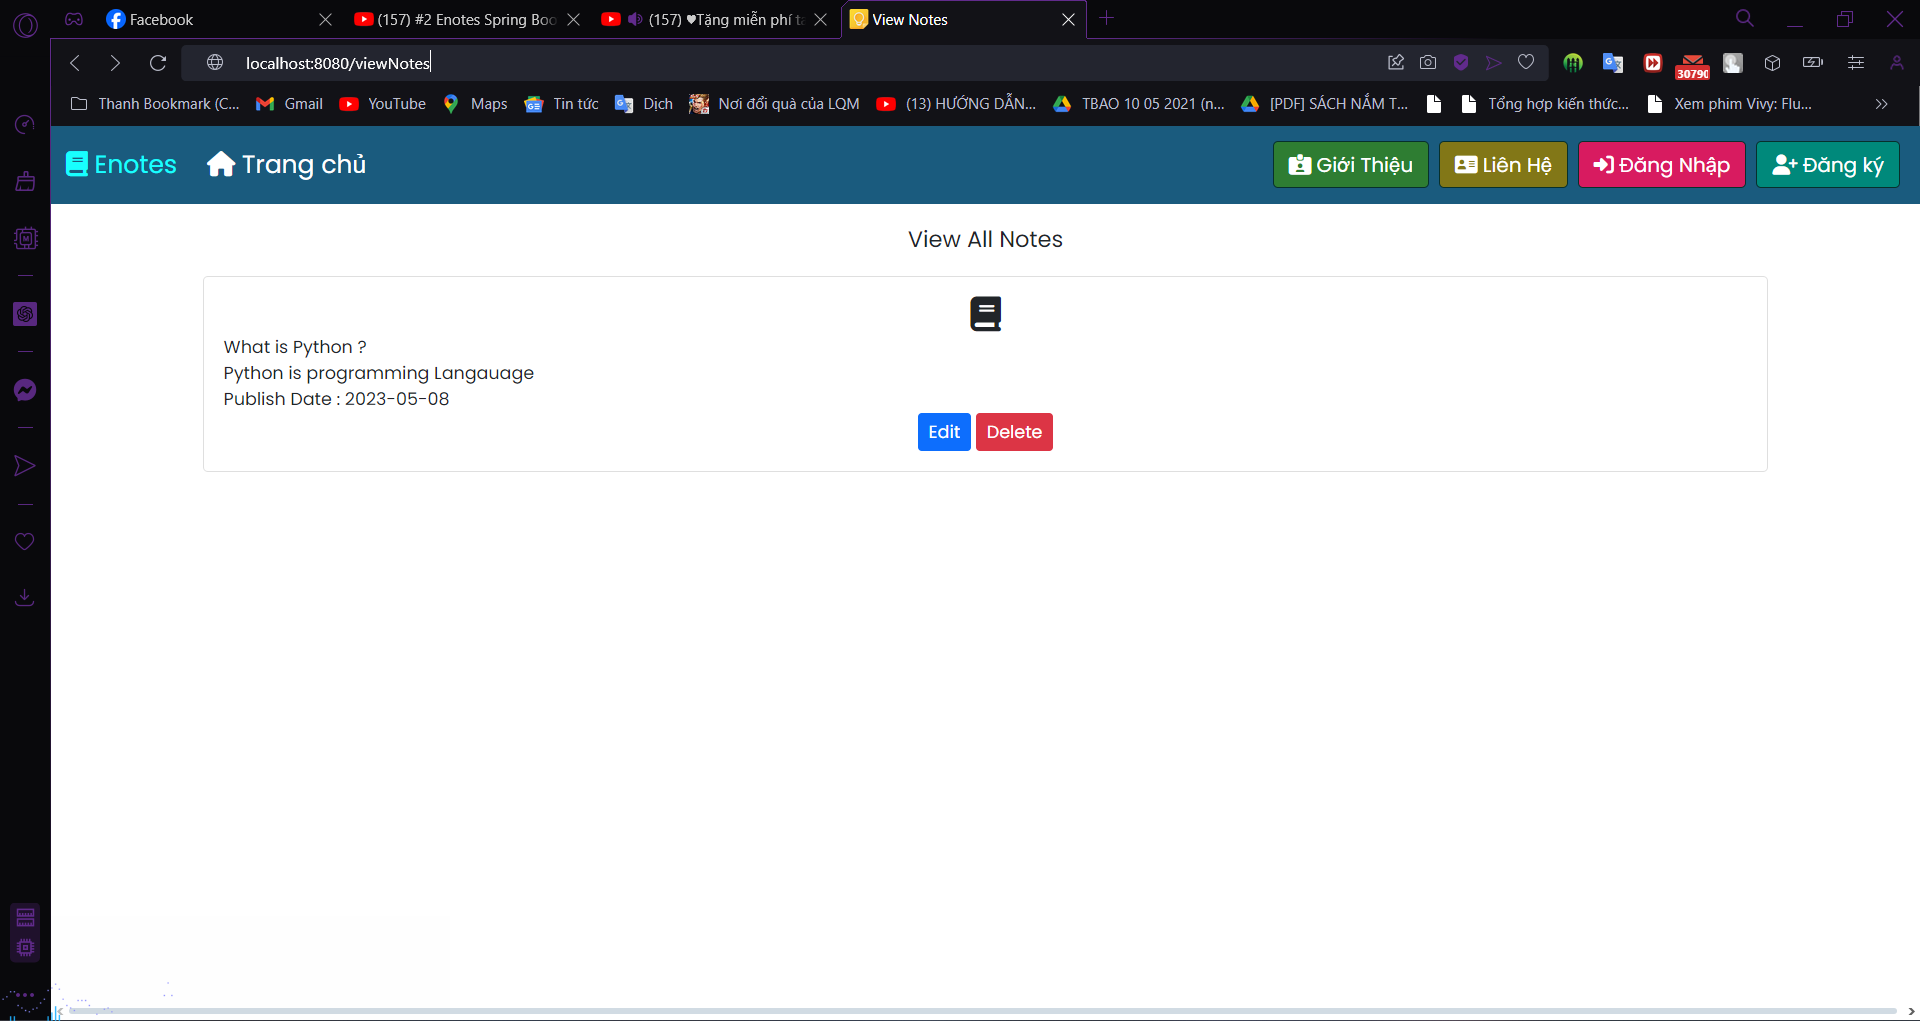 Facebook
(157) #2 Enotes Spring Boo
(157) ♥Tặng miễn phí tà
View Notes
localhost:8080/viewNotes
30790
Thanh Bookmark (C...
Gmail
YouTube
Maps
Tin tức
Dịch
Nơi đổi quà của LQM
(13) HƯỚNG DẪN...
TBAO 10 05 2021 (n...
[PDF] SÁCH NẮM T...
Tổng hợp kiến thức...
Xem phim Vivy: Flu...
Enotes
Trang chủ
Giới Thiệu
Liên Hệ
Đăng Nhập
Đăng ký
View All Notes
What is Python ?
Python is programming Langauage
Publish Date : 2023-05-08
Edit
Delete